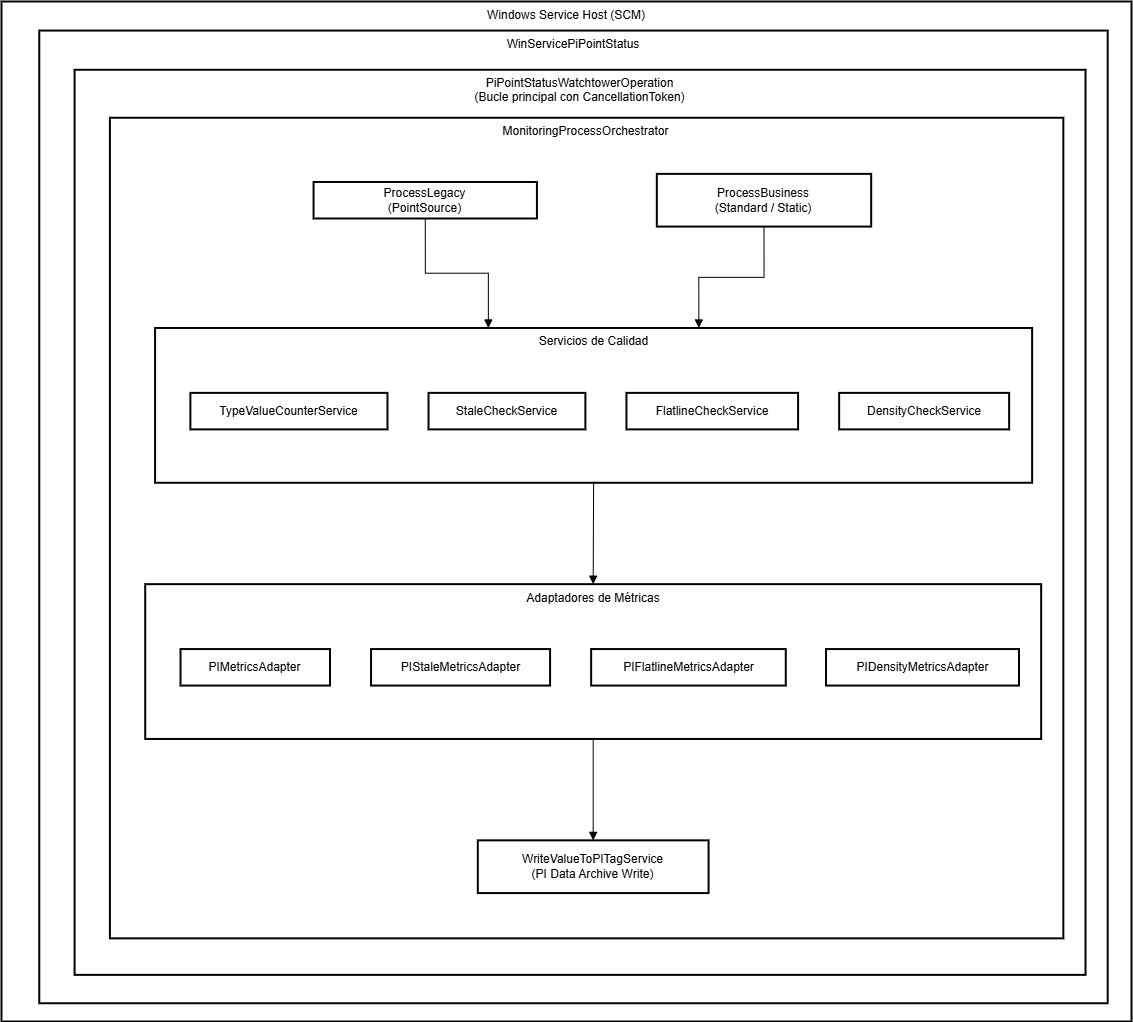 Windows Service Host (SCM)
WinServicePiPointStatus
PiPointStatusWatchtowerOperation
(Bucle principal con CancellationToken)
MonitoringProcessOrchestrator
ProcessLegacy
(PointSource)
ProcessBusiness
(Standard / Static)
Servicios de Calidad
TypeValueCounterService
StaleCheckService
FlatlineCheckService
DensityCheckService
Adaptadores de Métricas
PIMetricsAdapter
PIStaleMetricsAdapter
PIFlatlineMetricsAdapter
PIDensityMetricsAdapter
WriteValueToPITagService
(PI Data Archive Write)